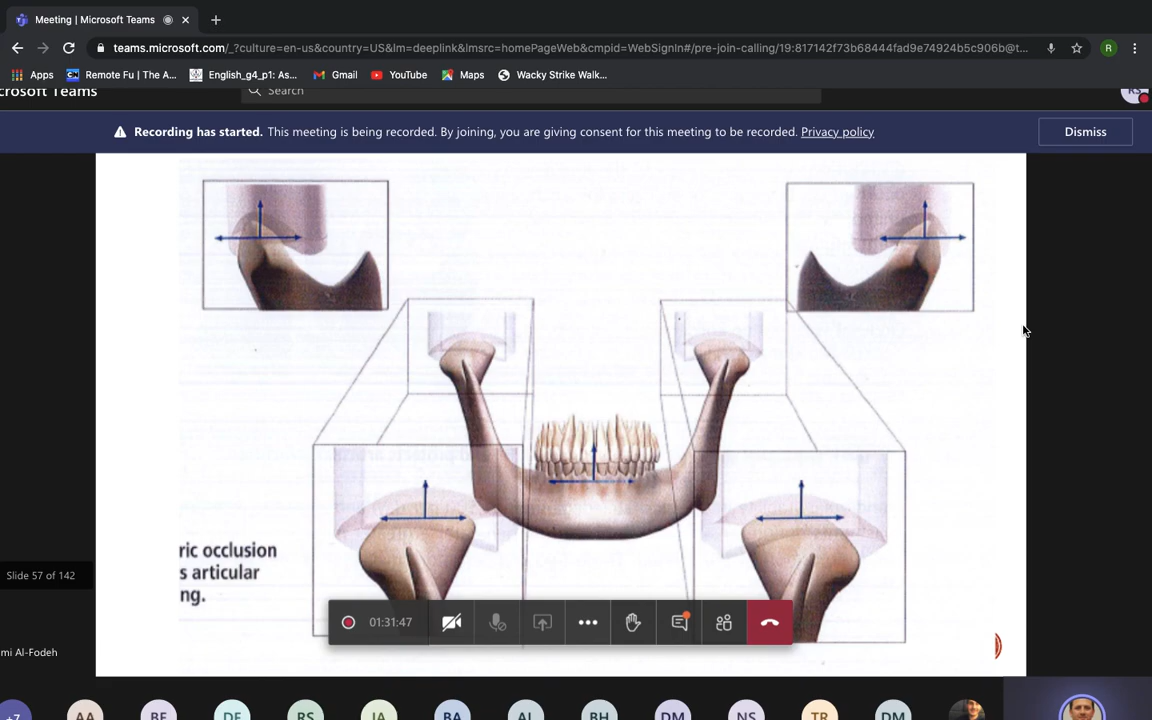 Meeting | Microsoft Teams
teams.microsoft.com/_?culture=en-us&country=US&lm=deeplink&lmsrc=homePageWeb&cmpid=WebSignIn#/pre-join-calling/19:817142f73b68444fad9e74924b5c906b@t...
R
Apps
Remote Fu | The A...
English_g4_p1: As...
Gmail
YouTube
Maps
Wacky Strike Walk...
crosoft Teams
Search
RS
Recording has started. This meeting is being recorded. By joining, you are giving consent for this meeting to be recorded. Privacy policy
Dismiss
ric occlusion
s articular
ng.
Slide 57 of 142
01:31:47
mi Al-Fodeh
+7 AA BE DF RS JA BA AL BH DM NS TR DM